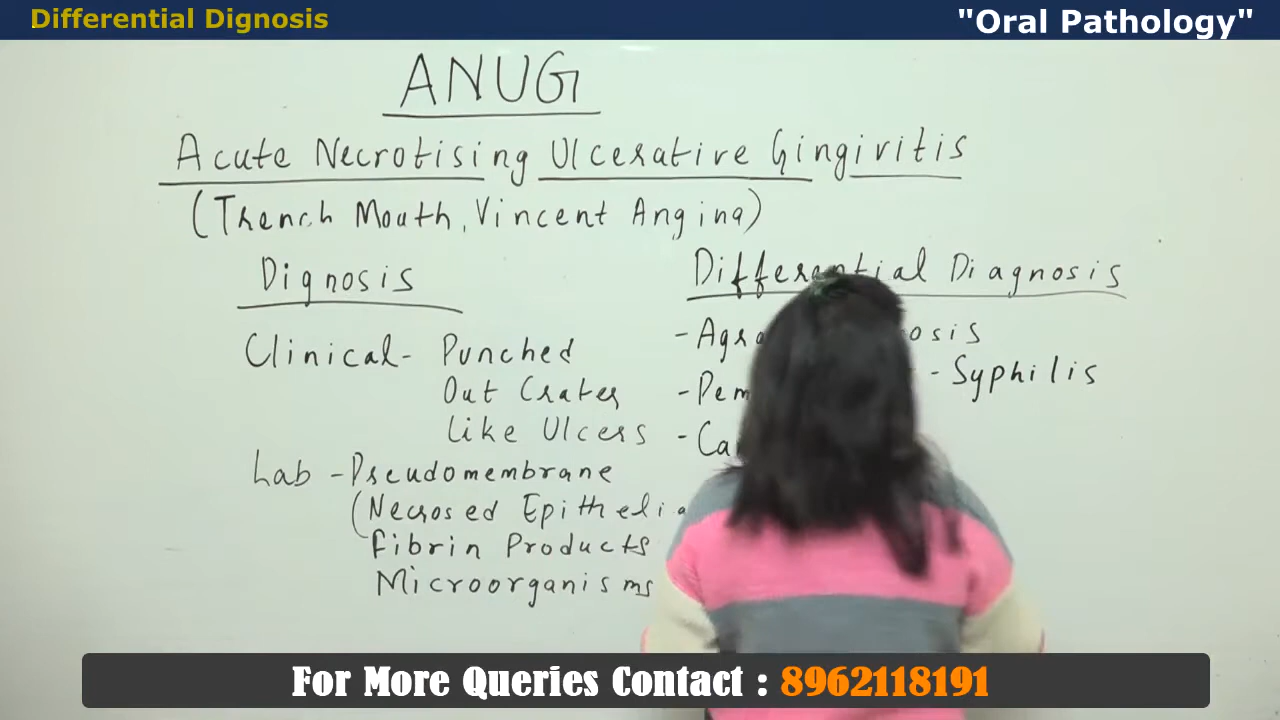 Differential Dignosis
"Oral Pathology"
ANUG
Acute Necrotising Ulcerative Gingivitis
(Trench Mouth, Vincent Angina)
Dignosis
Clinical- Punched
Out Crater
Like Ulcers
Lab - Pseudomembrane
(Necrosed
Fibrin Products
Microorganisms
Differential Diagnosis
- Syphilis
For More Queries Contact : 8962118191